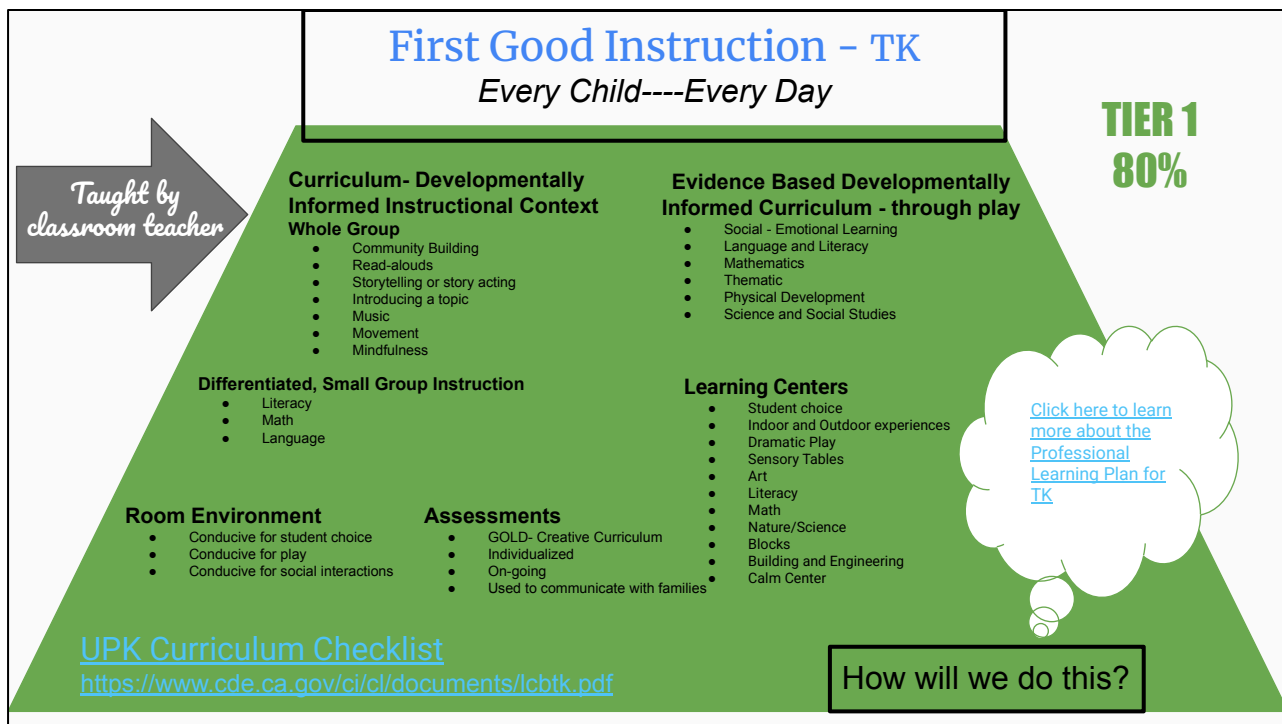 First Good Instruction - TK
Every Child----Every Day
TIER 1
80%
Taught by
classroom teacher
Curriculum- Developmentally
Informed Instructional Context
Whole Group
● Community Building
● Read-alouds
● Storytelling or story acting
● Introducing a topic
● Music
● Movement
● Mindfulness
Evidence Based Developmentally
Informed Curriculum - through play
● Social - Emotional Learning
● Language and Literacy
● Mathematics
● Thematic
● Physical Development
● Science and Social Studies
Differentiated, Small Group Instruction
● Literacy
● Math
● Language
Learning Centers
● Student choice
● Indoor and Outdoor experiences
● Dramatic Play
● Sensory Tables
● Art
● Literacy
● Math
● Nature/Science
● Blocks
● Building and Engineering
● Calm Center
Click here to learn
more about the
Professional
Learning Plan for
TK
Room Environment
● Conducive for student choice
● Conducive for play
● Conducive for social interactions
Assessments
● GOLD- Creative Curriculum
● Individualized
● On-going
● Used to communicate with families
UPK Curriculum Checklist
https://www.cde.ca.gov/ci/cl/documents/lcbtk.pdf
How will we do this?